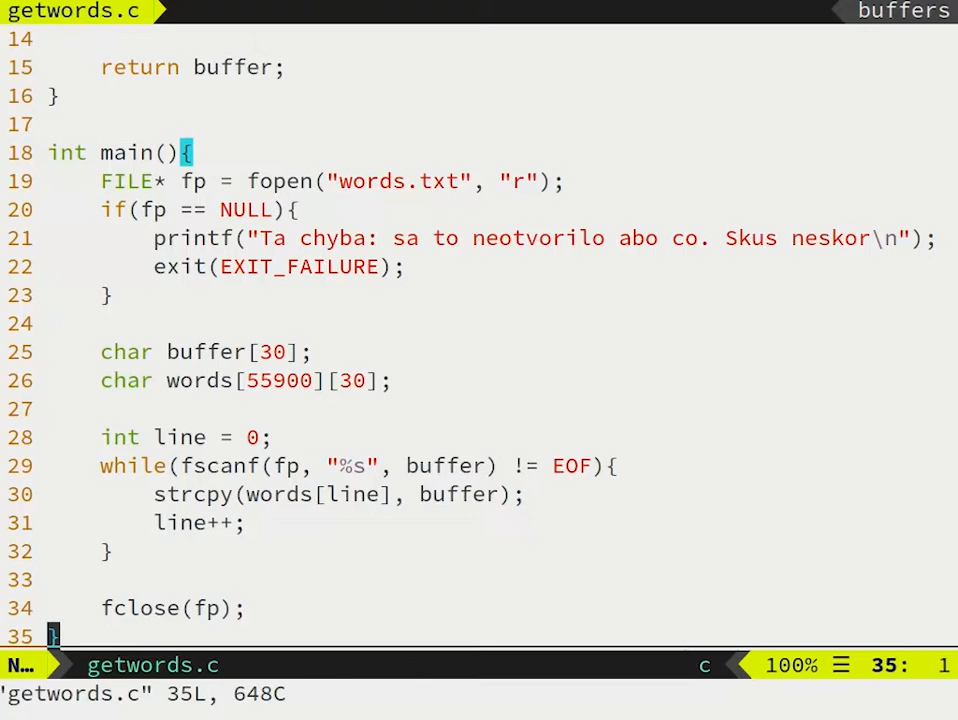 getwords.c buffers
14
15     return buffer;
16 }
17
18 int main(){
19     FILE* fp = fopen("words.txt", "r");
20     if(fp == NULL){
21         printf("Ta chyba: sa to neotvorilo abo co. Skus neskor\n");
22         exit(EXIT_FAILURE);
23     }
24
25     char buffer[30];
26     char words[55900][30];
27
28     int line = 0;
29     while(fscanf(fp, "%s", buffer) != EOF){
30         strcpy(words[line], buffer);
31         line++;
32     }
33
34     fclose(fp);
35 }
N… getwords.c c 100% ☰ 35: 1
"getwords.c" 35L, 648C